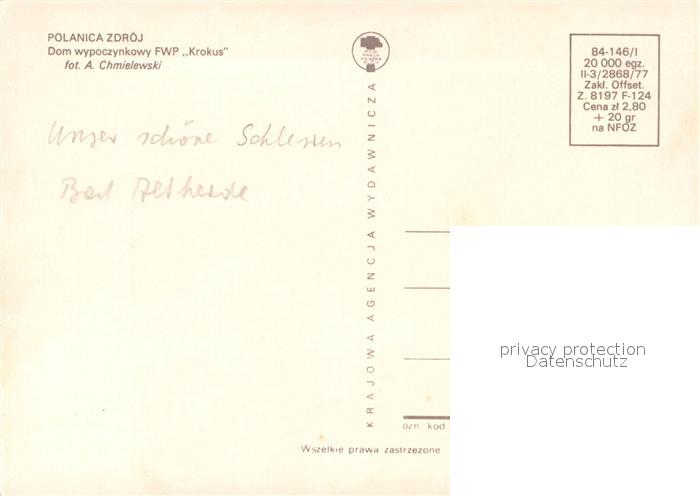 POLANICA ZDRÓJ
Dom wypoczynkowy FWP „Krokus"
fot. A. Chmielewski
84-146/I
20 000 egz.
II-3/2868/77
Zakł. Offset.
Z. 8197 F-124
Cena zł 2,80
+ 20 gr
na NFOZ
Unser schöne Schlesien
Bad Altheide
KRAJOWA AGENCJA WYDAWNICZA
privacy protection
Datenschutz
ozn. kod
Wszelkie prawa zastrzeżone